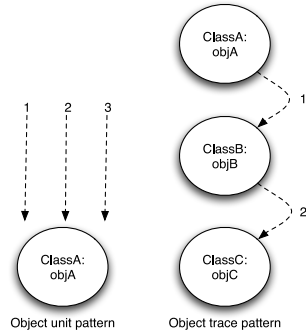 1 2 3
ClassA:
objA
Object unit pattern
ClassA:
objA
1
ClassB:
objB
2
ClassC:
objC
Object trace pattern